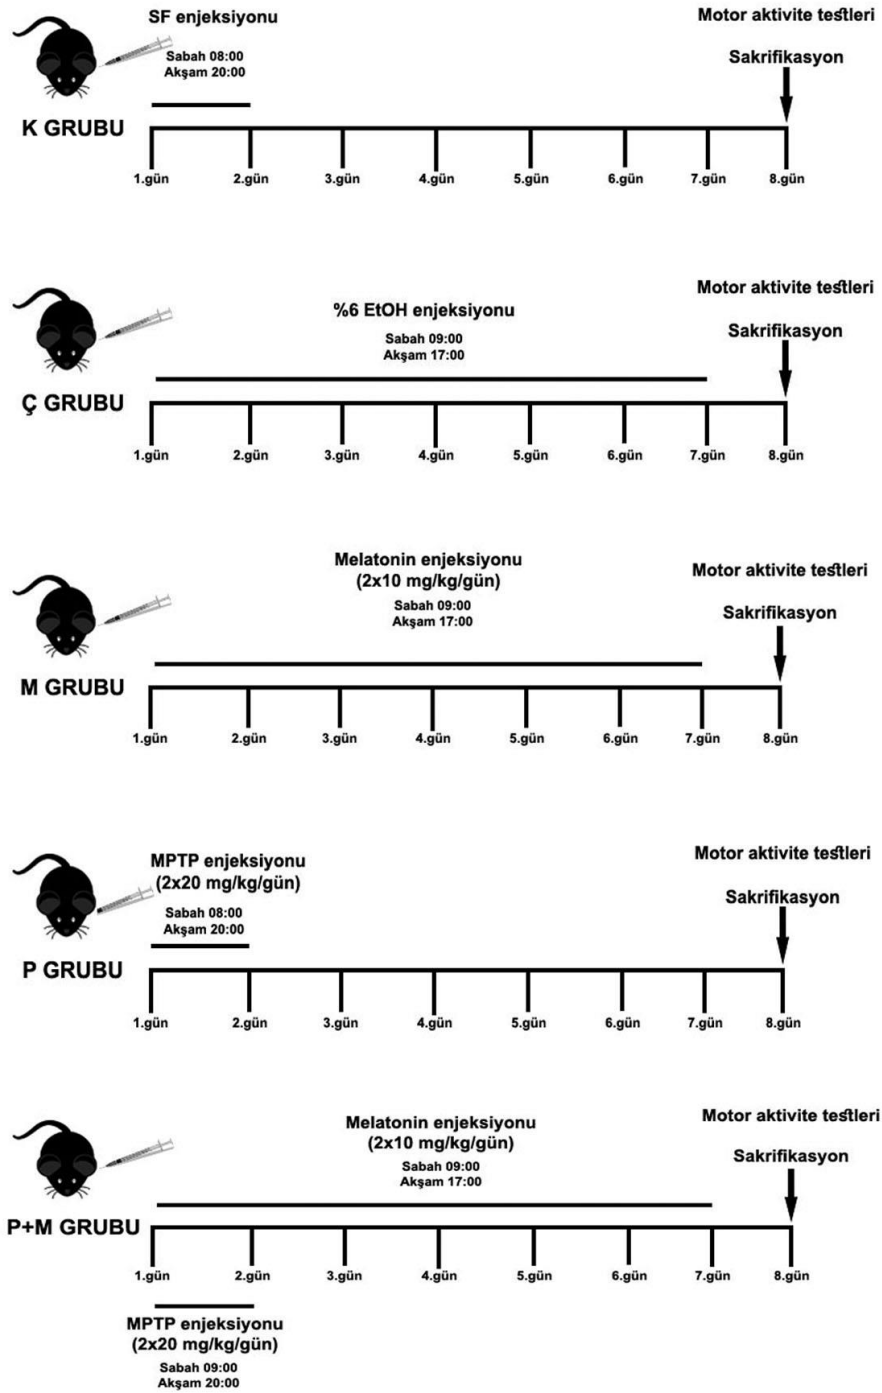 SF enjeksiyonu
Sabah 08:00
Akşam 20:00
Motor aktivite testleri
Sakrifikasyon
K GRUBU
1.gün 2.gün 3.gün 4.gün 5.gün 6.gün 7.gün 8.gün
%6 EtOH enjeksiyonu
Sabah 09:00
Akşam 17:00
Motor aktivite testleri
Sakrifikasyon
Ç GRUBU
1.gün 2.gün 3.gün 4.gün 5.gün 6.gün 7.gün 8.gün
Melatonin enjeksiyonu
(2x10 mg/kg/gün)
Sabah 09:00
Akşam 17:00
Motor aktivite testleri
Sakrifikasyon
M GRUBU
1.gün 2.gün 3.gün 4.gün 5.gün 6.gün 7.gün 8.gün
MPTP enjeksiyonu
(2x20 mg/kg/gün)
Sabah 08:00
Akşam 20:00
Motor aktivite testleri
Sakrifikasyon
P GRUBU
1.gün 2.gün 3.gün 4.gün 5.gün 6.gün 7.gün 8.gün
Melatonin enjeksiyonu
(2x10 mg/kg/gün)
Sabah 09:00
Akşam 17:00
Motor aktivite testleri
Sakrifikasyon
P+M GRUBU
1.gün 2.gün 3.gün 4.gün 5.gün 6.gün 7.gün 8.gün
MPTP enjeksiyonu
(2x20 mg/kg/gün)
Sabah 09:00
Akşam 20:00